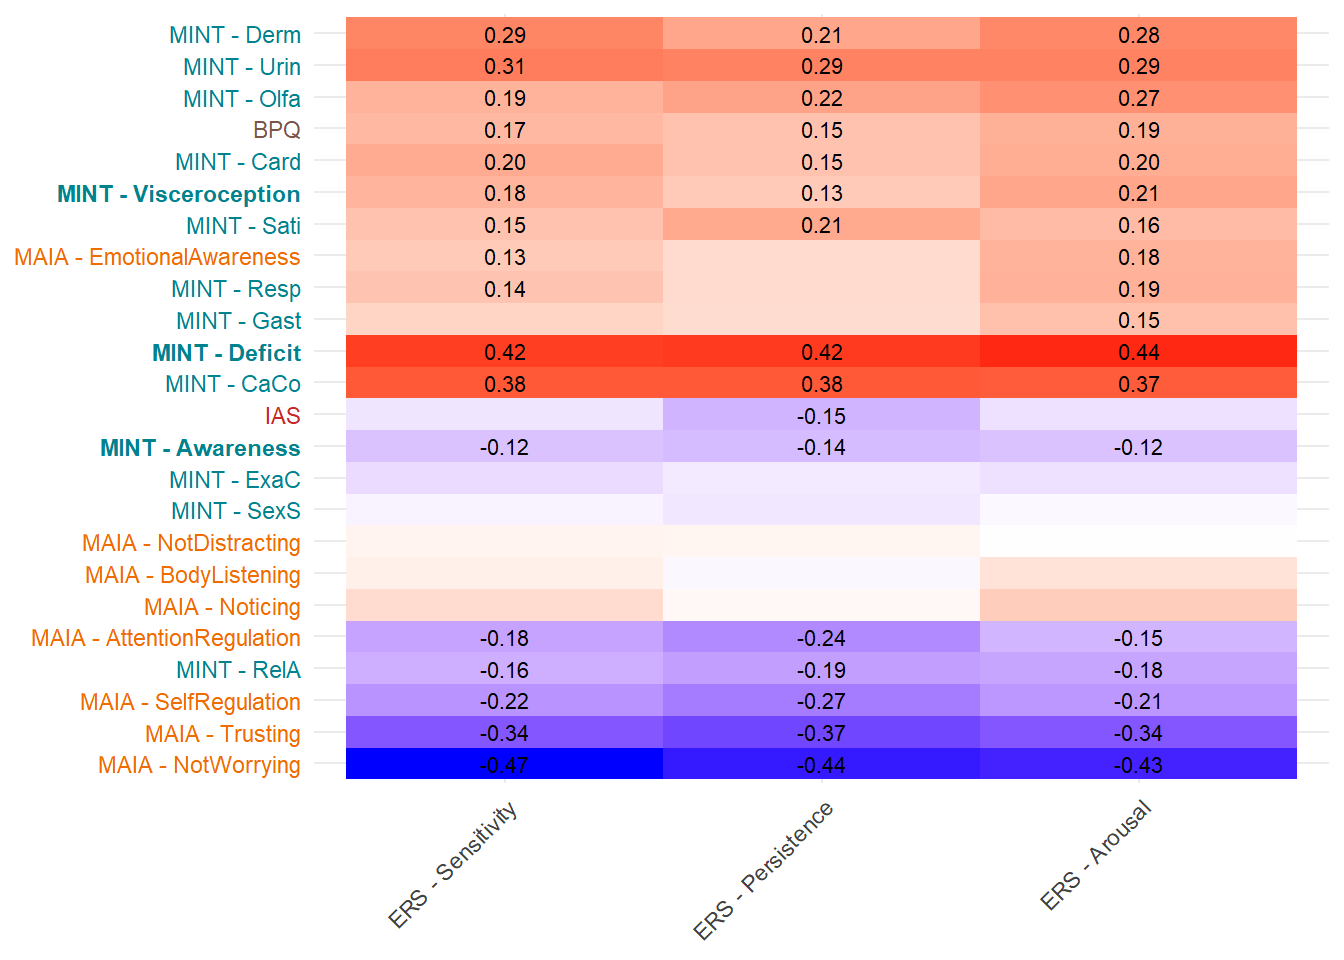 MINT - Derm 0.29 0.21 0.28
MINT - Urin 0.31 0.29 0.29
MINT - Olfa 0.19 0.22 0.27
BPQ 0.17 0.15 0.19
MINT - Card 0.20 0.15 0.20
MINT - Visceroception 0.18 0.13 0.21
MINT - Sati 0.15 0.21 0.16
MAIA - EmotionalAwareness 0.13 0.18
MINT - Resp 0.14 0.19
MINT - Gast 0.15
MINT - Deficit 0.42 0.42 0.44
MINT - CaCo 0.38 0.38 0.37
IAS -0.15
MINT - Awareness -0.12 -0.14 -0.12
MINT - ExaC
MINT - SexS
MAIA - NotDistracting
MAIA - BodyListening
MAIA - Noticing
MAIA - AttentionRegulation -0.18 -0.24 -0.15
MINT - RelA -0.16 -0.19 -0.18
MAIA - SelfRegulation -0.22 -0.27 -0.21
MAIA - Trusting -0.34 -0.37 -0.34
MAIA - NotWorrying -0.47 -0.44 -0.43
ERS - Sensitivity
ERS - Persistence
ERS - Arousal